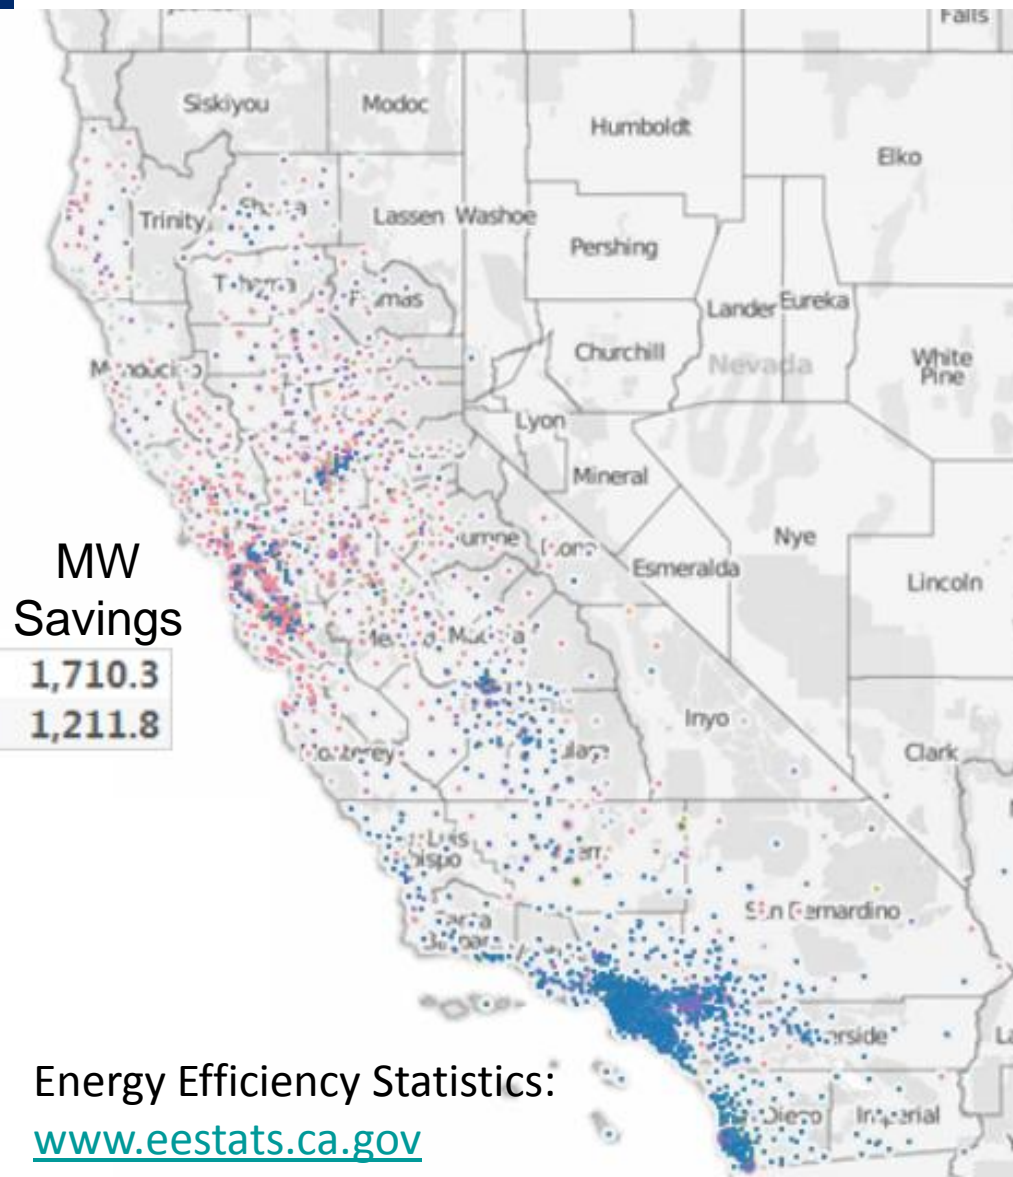 Falls
Siskiyou
Modoc
Humboldt
Elko
Trinity
Lassen
Washoe
Pershing
Lander
Eureka
Churchill
Nevada
White
Pine
Lyon
Mineral
Nye
Esmeralda
Lincoln
MW
Savings
1,710.3
1,211.8
Inyo
Monterey
Clark
San Bernardino
Imperial
Energy Efficiency Statistics:
www.eestats.ca.gov